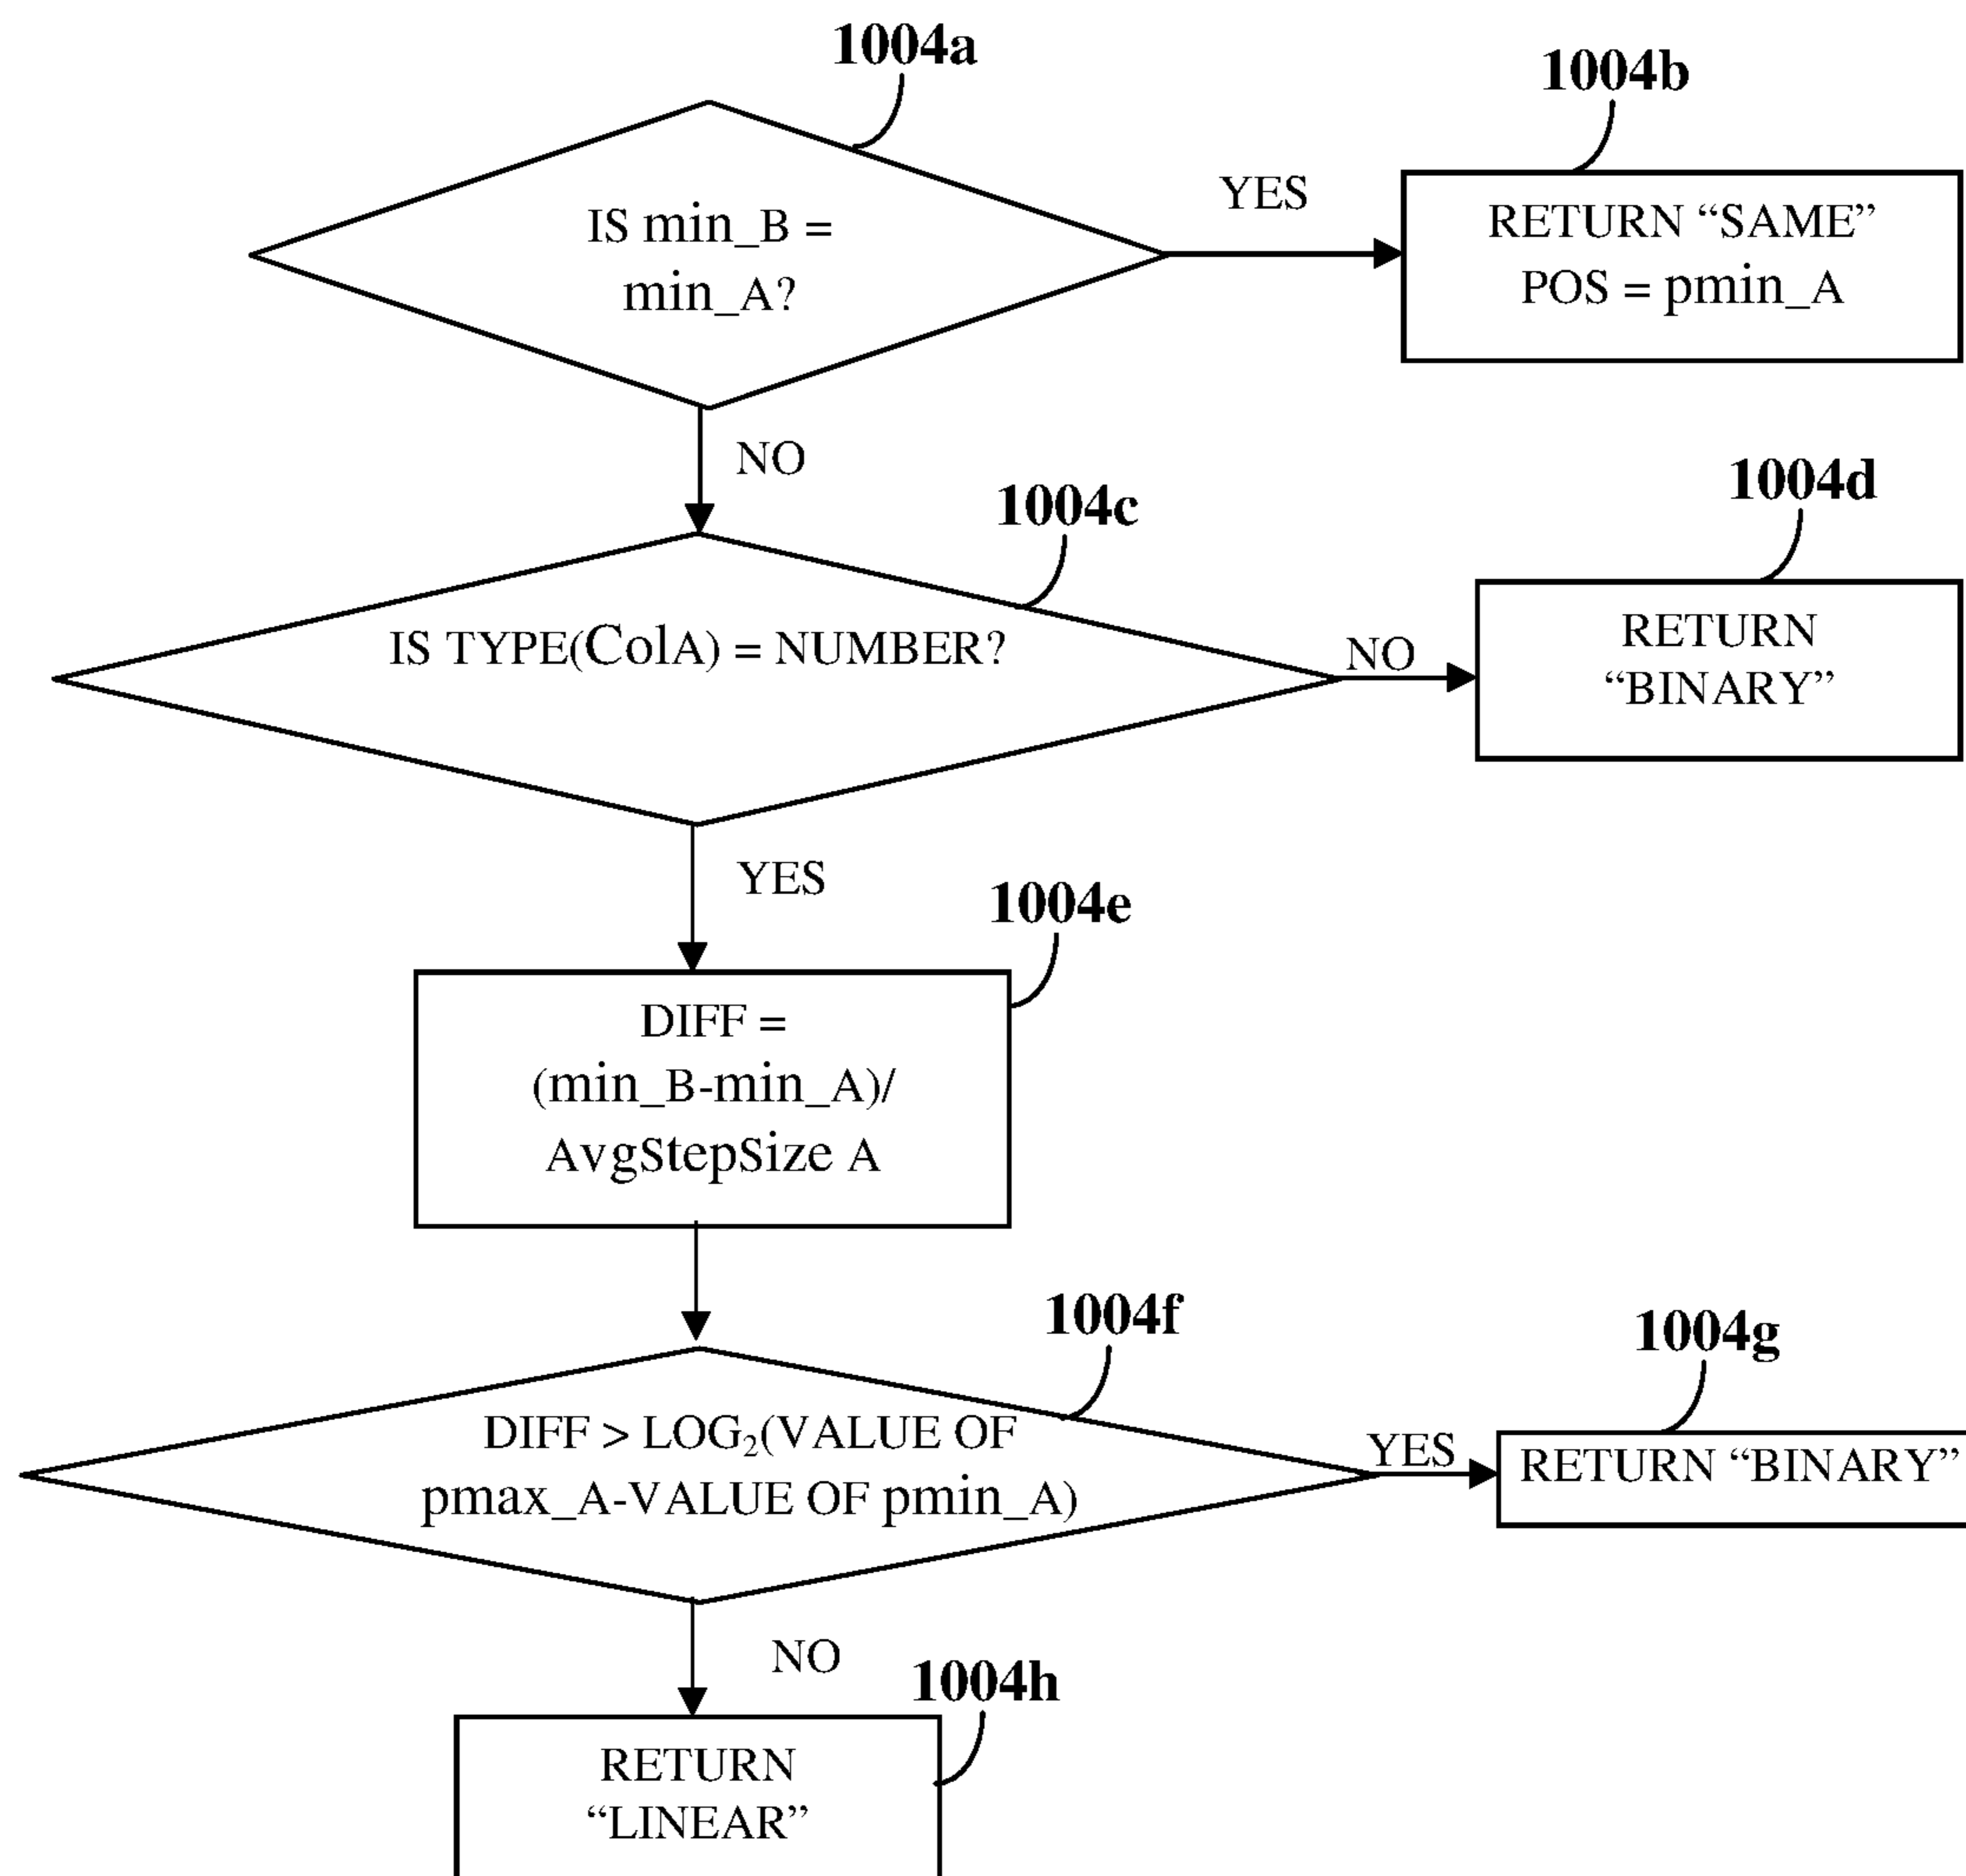 1004a
1004b
IS min_B =
min_A?
YES
RETURN “SAME”
POS = pmin_A
NO
1004c
1004d
IS TYPE(ColA) = NUMBER?
NO
RETURN
“BINARY”
YES
1004e
DIFF =
(min_B-min_A)/
AvgStepSize A
1004f
1004g
DIFF > LOG₂(VALUE OF
pmax_A-VALUE OF pmin_A)
YES
RETURN “BINARY”
NO
1004h
RETURN
“LINEAR”